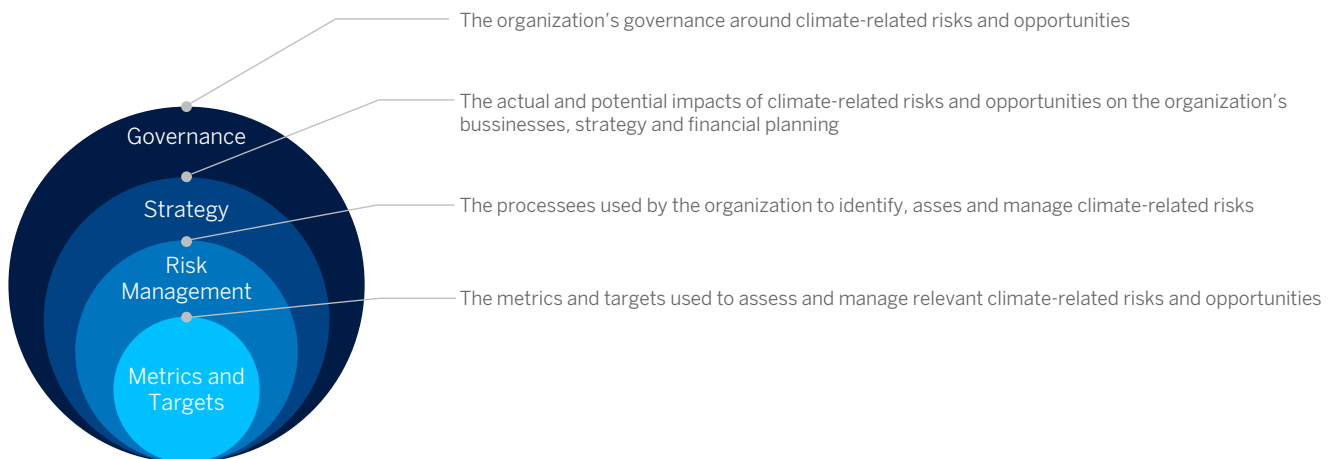 The organization’s governance around climate-related risks and opportunities
Governance
The actual and potential impacts of climate-related risks and opportunities on the organization’s
bussinesses, strategy and financial planning
Strategy
The processees used by the organization to identify, asses and manage climate-related risks
Risk
Management
The metrics and targets used to assess and manage relevant climate-related risks and opportunities
Metrics and
Targets